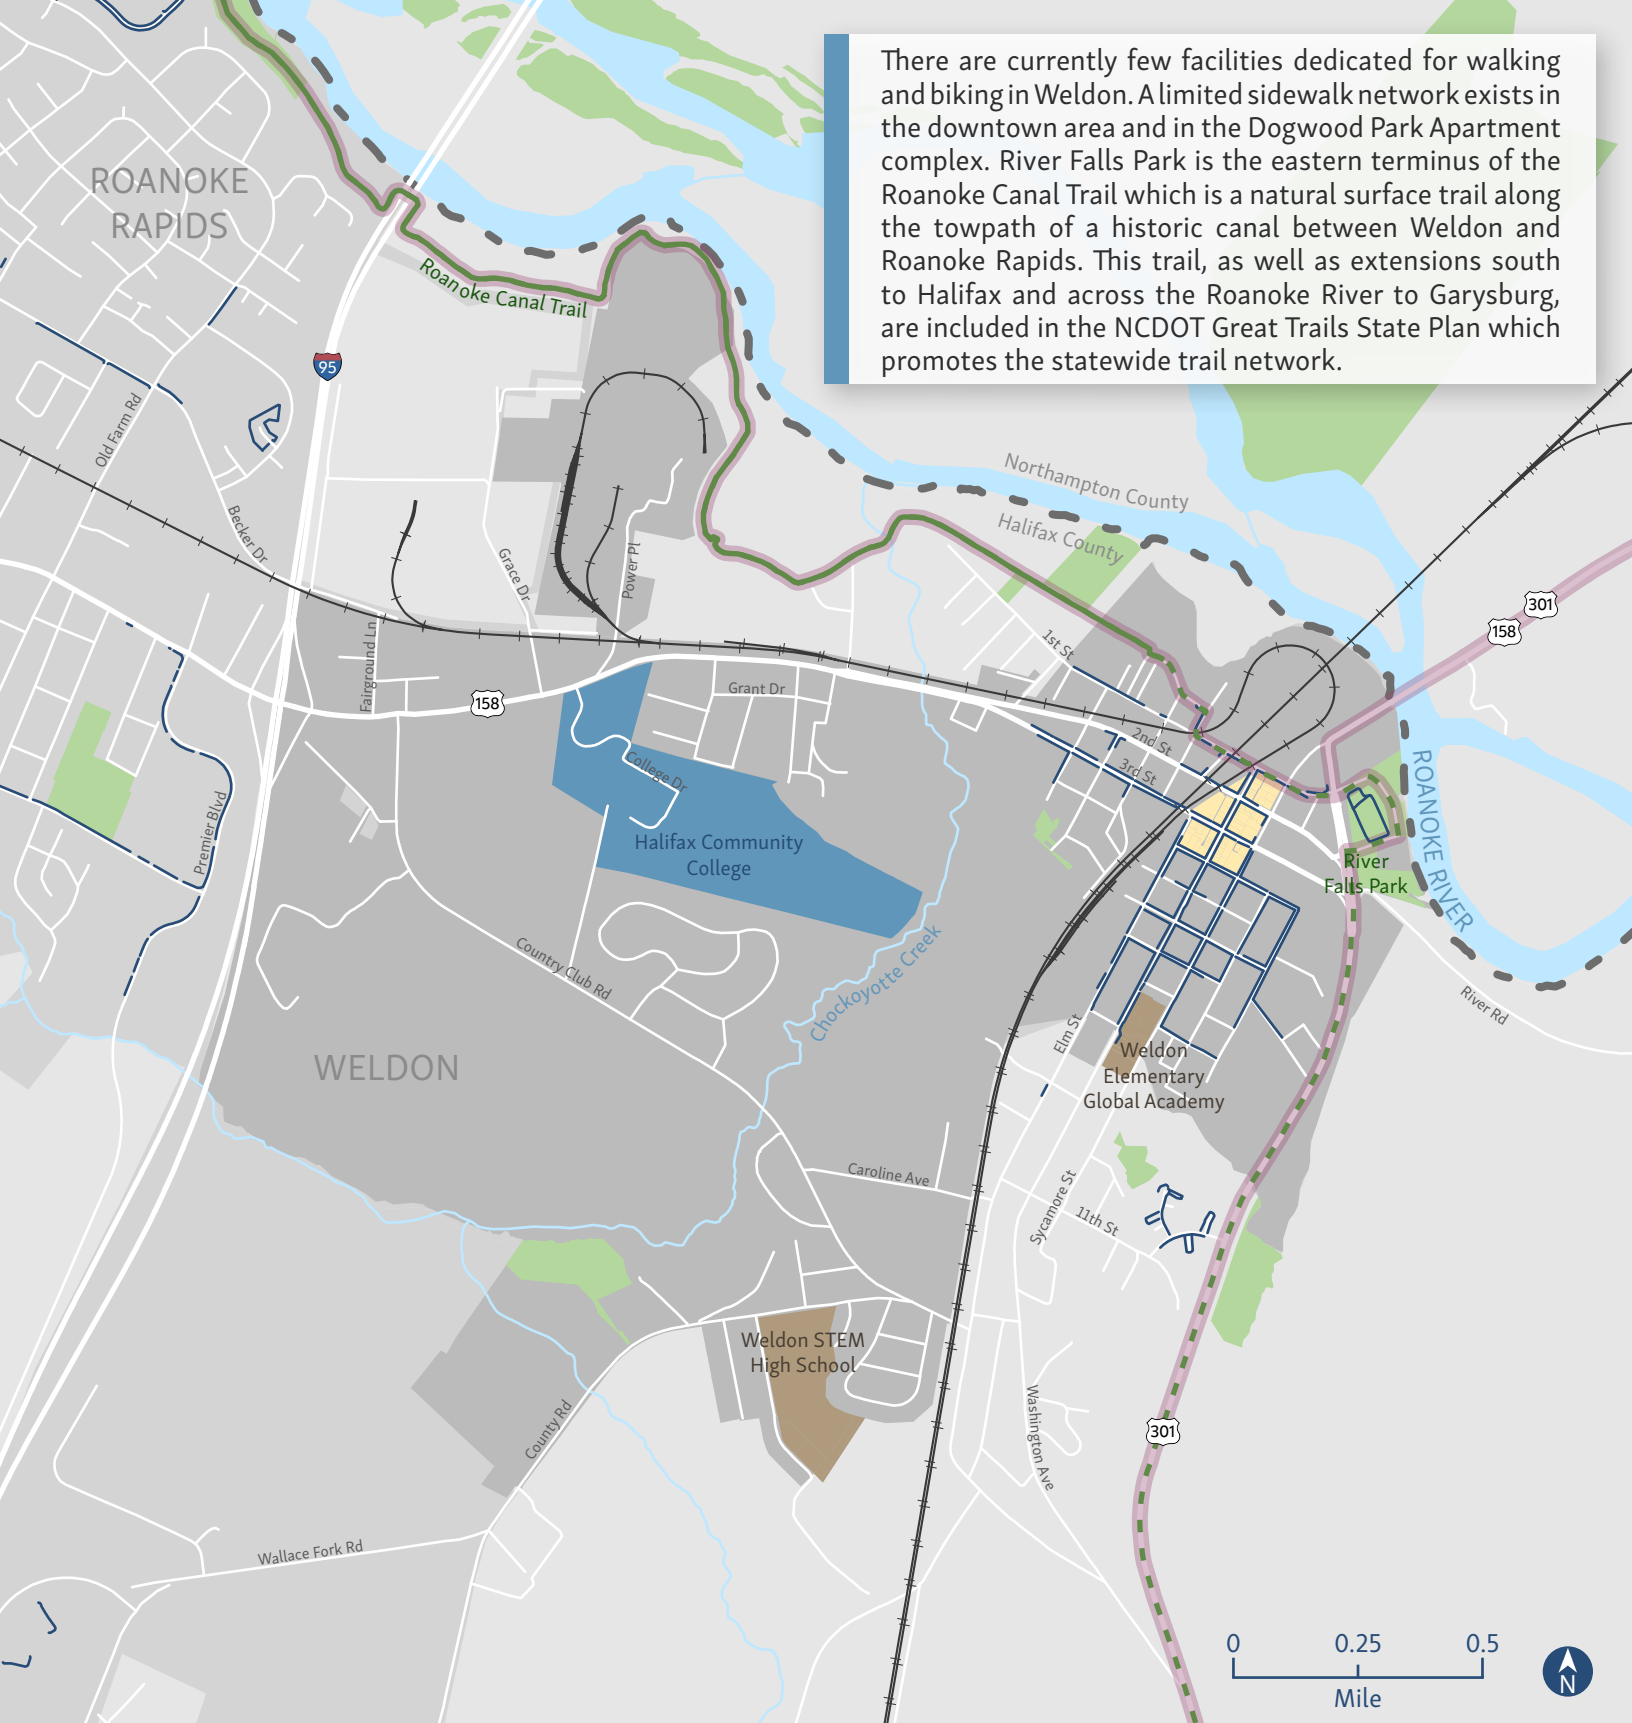 There are currently few facilities dedicated for walking
and biking in Weldon. A limited sidewalk network exists in
the downtown area and in the Dogwood Park Apartment
complex. River Falls Park is the eastern terminus of the
Roanoke Canal Trail which is a natural surface trail along
the towpath of a historic canal between Weldon and
Roanoke Rapids. This trail, as well as extensions south
to Halifax and across the Roanoke River to Garysburg,
are included in the NCDOT Great Trails State Plan which
promotes the statewide trail network.
ROANOKE
RAPIDS
Roanoke Canal Trail
95
Old Farm Rd
Becker Dr
Grace Dr
Power Pl
Northampton County
Halifax County
301
158
Fairground Ln
158
Grant Dr
1st St
2nd St
3rd St
College Dr
Premier Blvd
Halifax Community
College
ROANOKE RIVER
River
Falls Park
Country Club Rd
Chockoyotte Creek
River Rd
Elm St
WELDON
Weldon
Elementary
Global Academy
Caroline Ave
Sycamore St
11th St
Weldon STEM
High School
County Rd
Washington Ave
301
Wallace Fork Rd
0 0.25 0.5
Mile
N